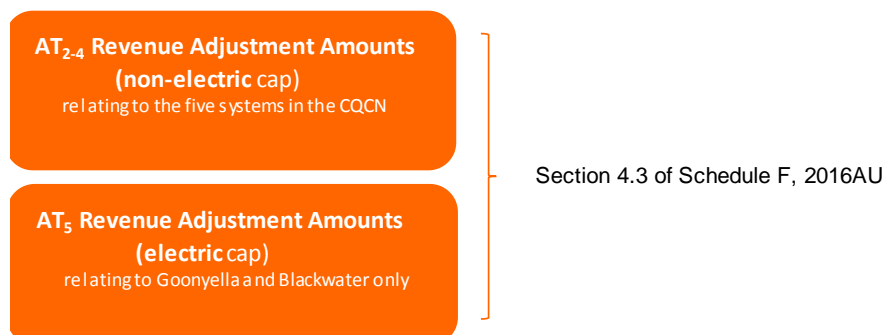 AT2-4 Revenue Adjustment Amounts
(non-electric cap)
relating to the five systems in the CQCN
Section 4.3 of Schedule F, 2016AU
AT5 Revenue Adjustment Amounts
(electric cap)
relating to Goonyella and Blackwater only